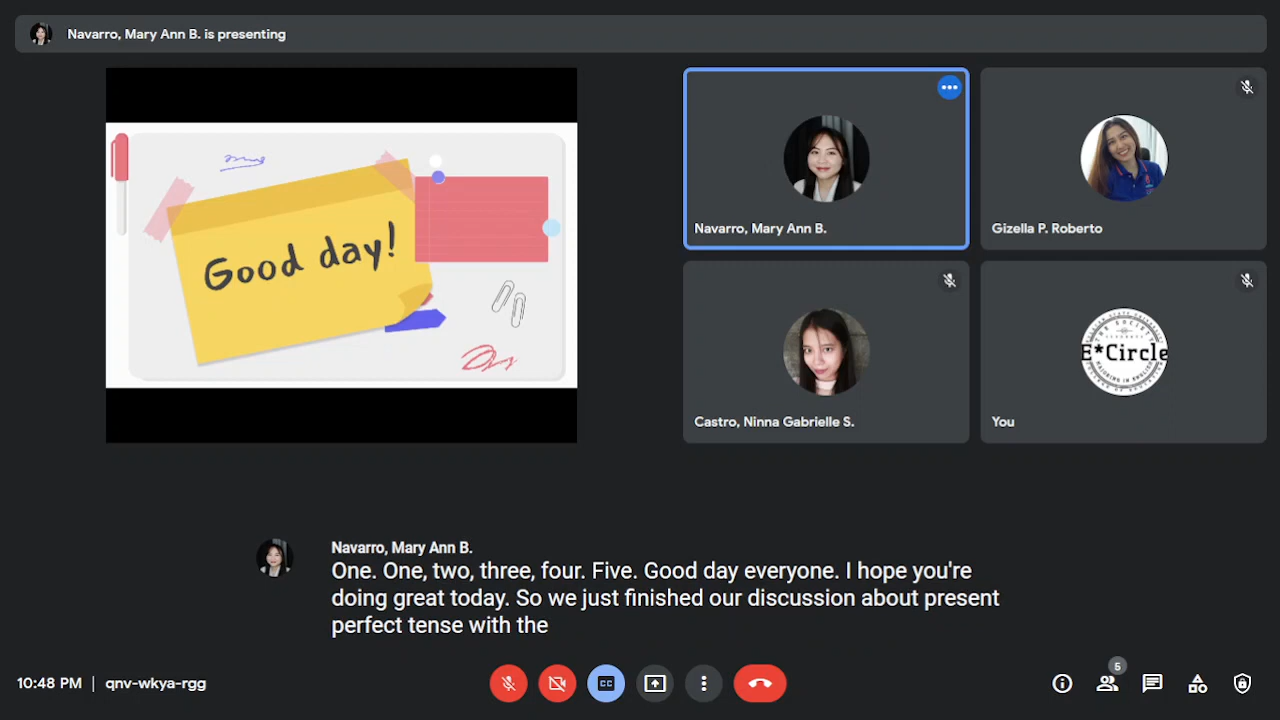 Navarro, Mary Ann B. is presenting
Good day!
Navarro, Mary Ann B.
Gizella P. Roberto
Castro, Ninna Gabrielle S.
E*Circle
You
Navarro, Mary Ann B.
One. One, two, three, four. Five. Good day everyone. I hope you're
doing great today. So we just finished our discussion about present
perfect tense with the
10:48 PM | qnv-wkya-rgg
CC
5